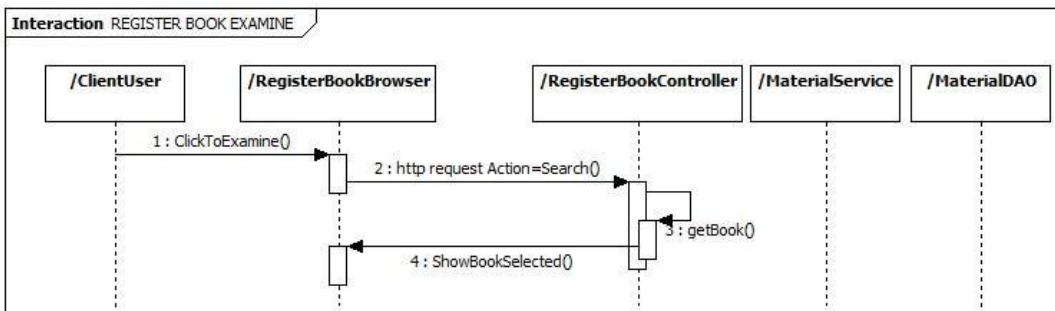 Interaction REGISTER BOOK EXAMINE
/ClientUser
/RegisterBookBrowser
/RegisterBookController
/MaterialService
/MaterialDAO
1 : ClickToExamine()
2 : http request Action=Search()
3 : getBook()
4 : ShowBookSelected()